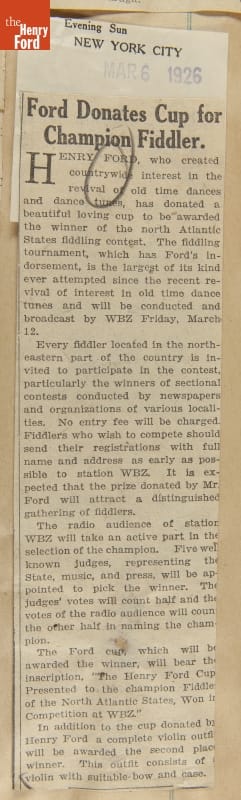 the
Henry
Ford
Evening Sun
NEW YORK CITY
MAR 6 1926
Ford Donates Cup for
Champion Fiddler.
HENRY FORD, who created
countrywide interest in the
revival of old time dances
and dance tunes, has donated a
beautiful loving cup to be awarded
the winner of the north Atlantic
States fiddling contest. The fiddling
tournament, which has Ford's in-
dorsement, is the largest of its kind
ever attempted since the recent re-
vival of interest in old time dance
tunes and will be conducted and
broadcast by WBZ Friday, March
12.
Every fiddler located in the north-
eastern part of the country is in-
vited to participate in the contest,
particularly the winners of sectional
contests conducted by newspapers
and organizations of various locali-
ties. No entry fee will be charged.
Fiddlers who wish to compete should
send their registrations with full
name and address as early as pos-
sible to station WBZ. It is ex-
pected that the prize donated by Mr.
Ford will attract a distinguished
gathering of fiddlers.
The radio audience of station
WBZ will take an active part in the
selection of the champion. Five well
known judges, representing the
State, music, and press, will be ap-
pointed to pick the winner. The
judges' votes will count half and the
votes of the radio audience will coun
the other half in naming the cham-
pion.
The Ford cup, which will be
awarded the winner, will bear the
inscription, "The Henry Ford Cup
Presented to the champion Fiddle
of the North Atlantic States, Won in
Competition at WBZ."
In addition to the cup donated by
Henry Ford a complete violin outfi
will be awarded the second plac
winner. This outfit consists of
violin with suitable bow and case.